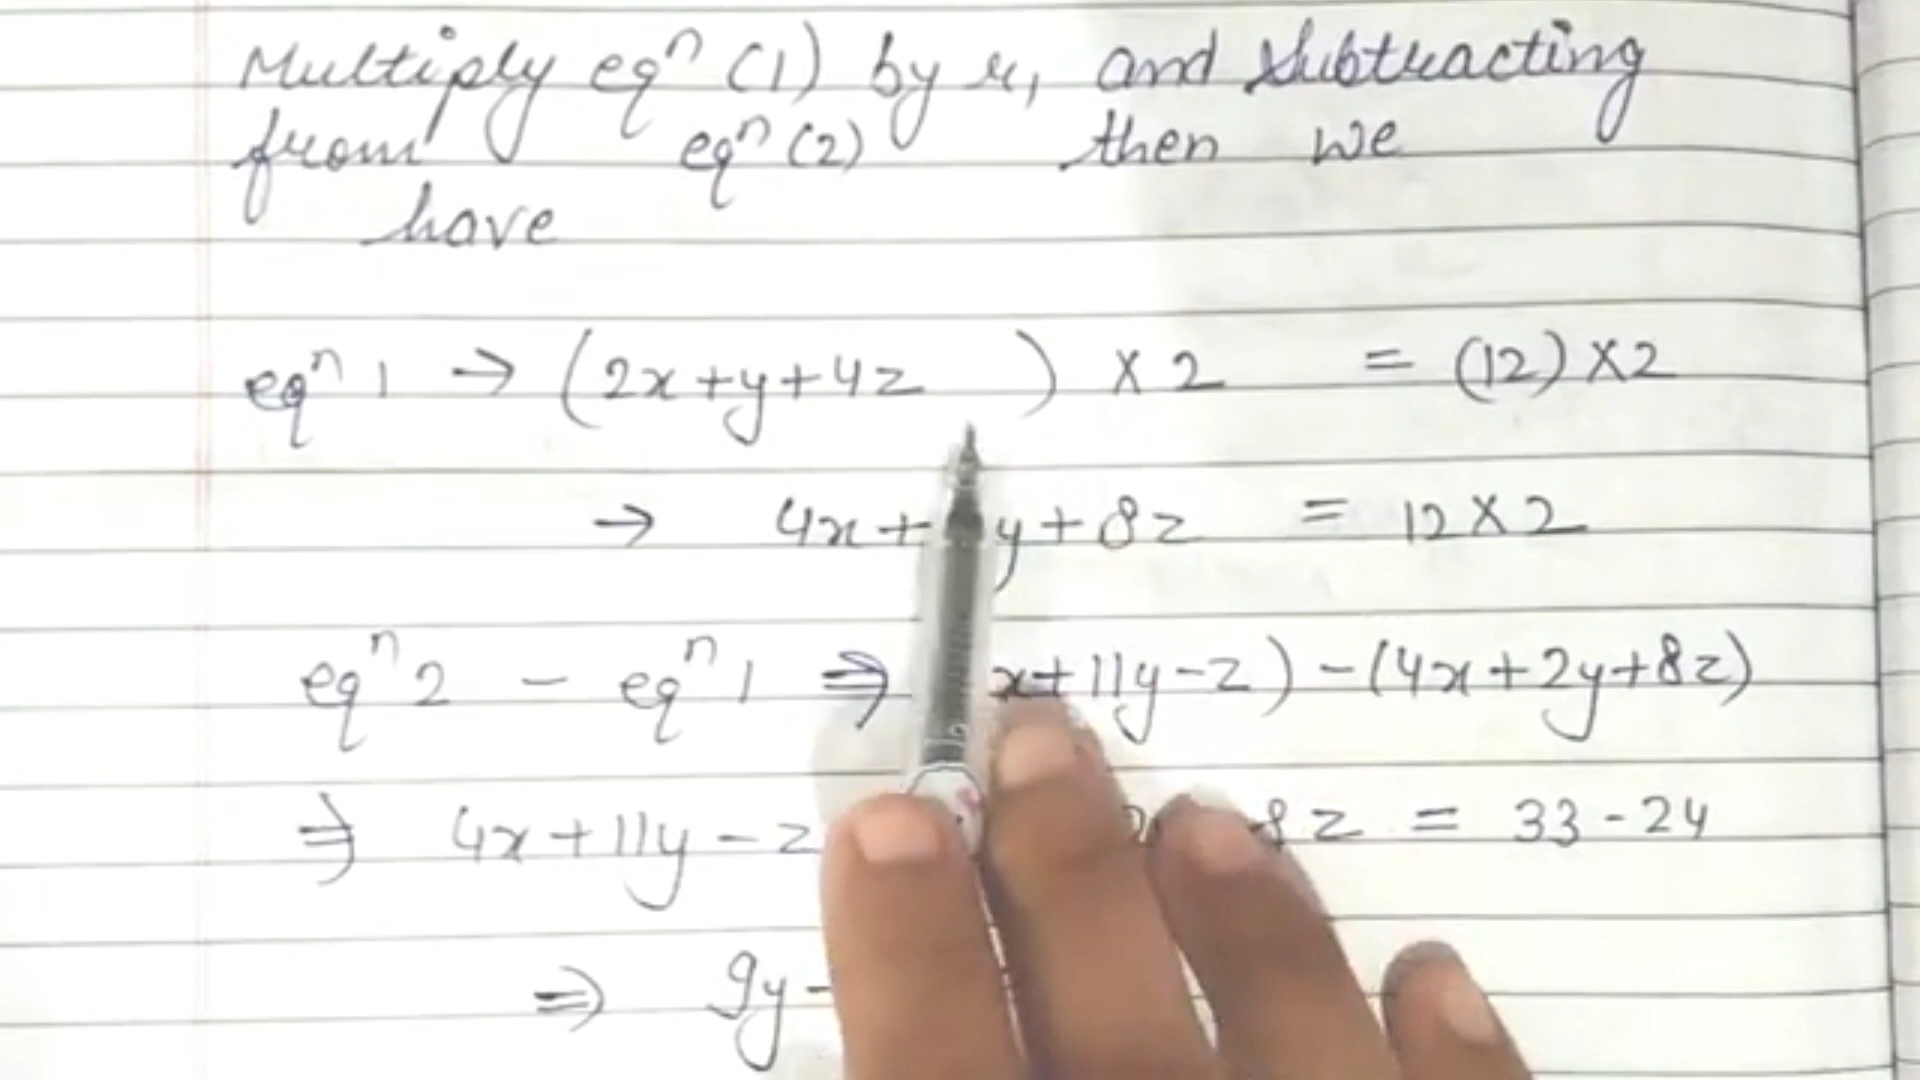 Multiply eqⁿ (1) by r₁ and subtracting
from eqⁿ (2) then we
have
eqⁿ 1 → (2x+y+4z ) × 2 = (12) × 2
→ 4x + y + 8z = 12 × 2
eqⁿ 2 - eqⁿ 1 ⇒ x+11y-z) - (4x+2y+8z)
⇒ 4x + 11y - z 8z = 33 - 24
⇒ 9y -